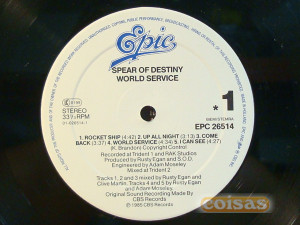 Epic
SPEAR OF DESTINY
WORLD SERVICE
STEREO
33⅓RPM
*1
EPC 26514
1. ROCKET SHIP (4:42) 2. UP ALL NIGHT (3:13) 3. COME
BACK (3:37) 4. WORLD SERVICE (4:34) 5. I CAN SEE (4:27)
(K. Brandon) Copyright Control
Recorded at Trident 1 and RAK Studios
Produced by Rusty Egan and S.O.D.
Engineered by Adam Moseley
Mixed at Trident 2
Tracks 1, 2 and 3 mixed by Rusty Egan and
Clive Martin. Tracks 4 and 5 by Rusty Egan
and Adam Moseley
Original Sound Recording Made by
CBS Records
℗ 1985 CBS Records
coisas